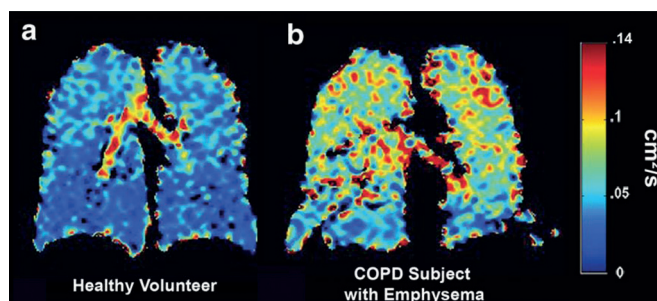 a
b
.14
.1
.05
0
cm²/s
Healthy Volunteer
COPD Subject
with Emphysema